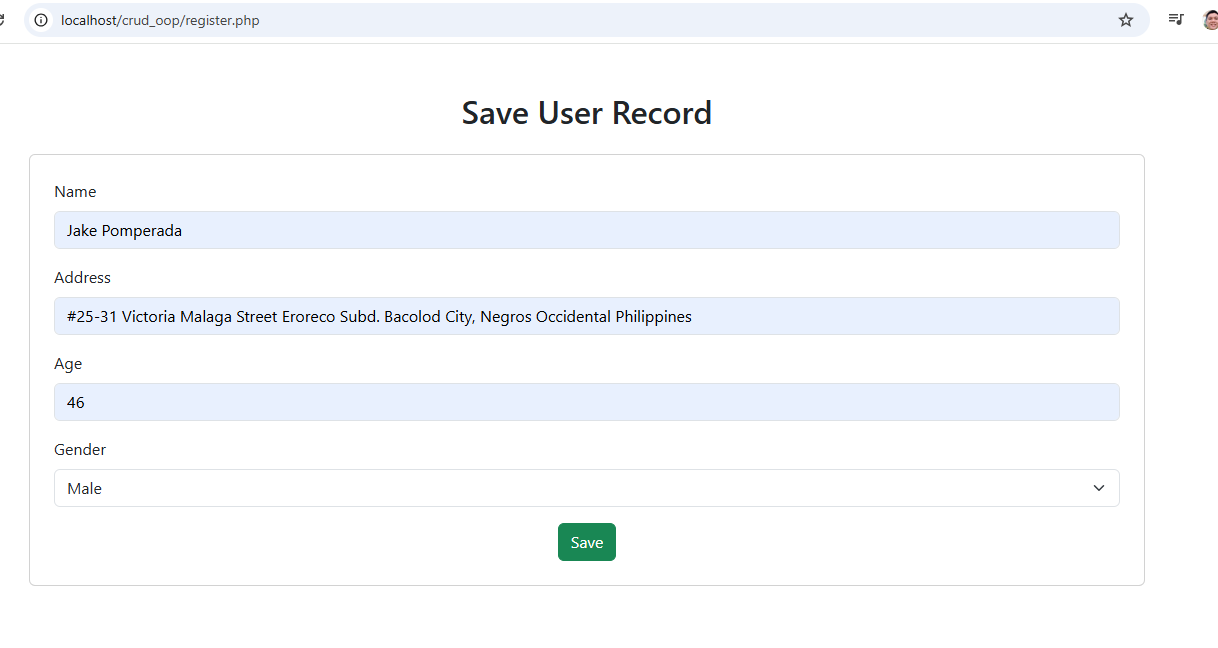 localhost/crud_oop/register.php
Save User Record
Name
Jake Pomperada
Address
#25-31 Victoria Malaga Street Eroreco Subd. Bacolod City, Negros Occidental Philippines
Age
46
Gender
Male
Save